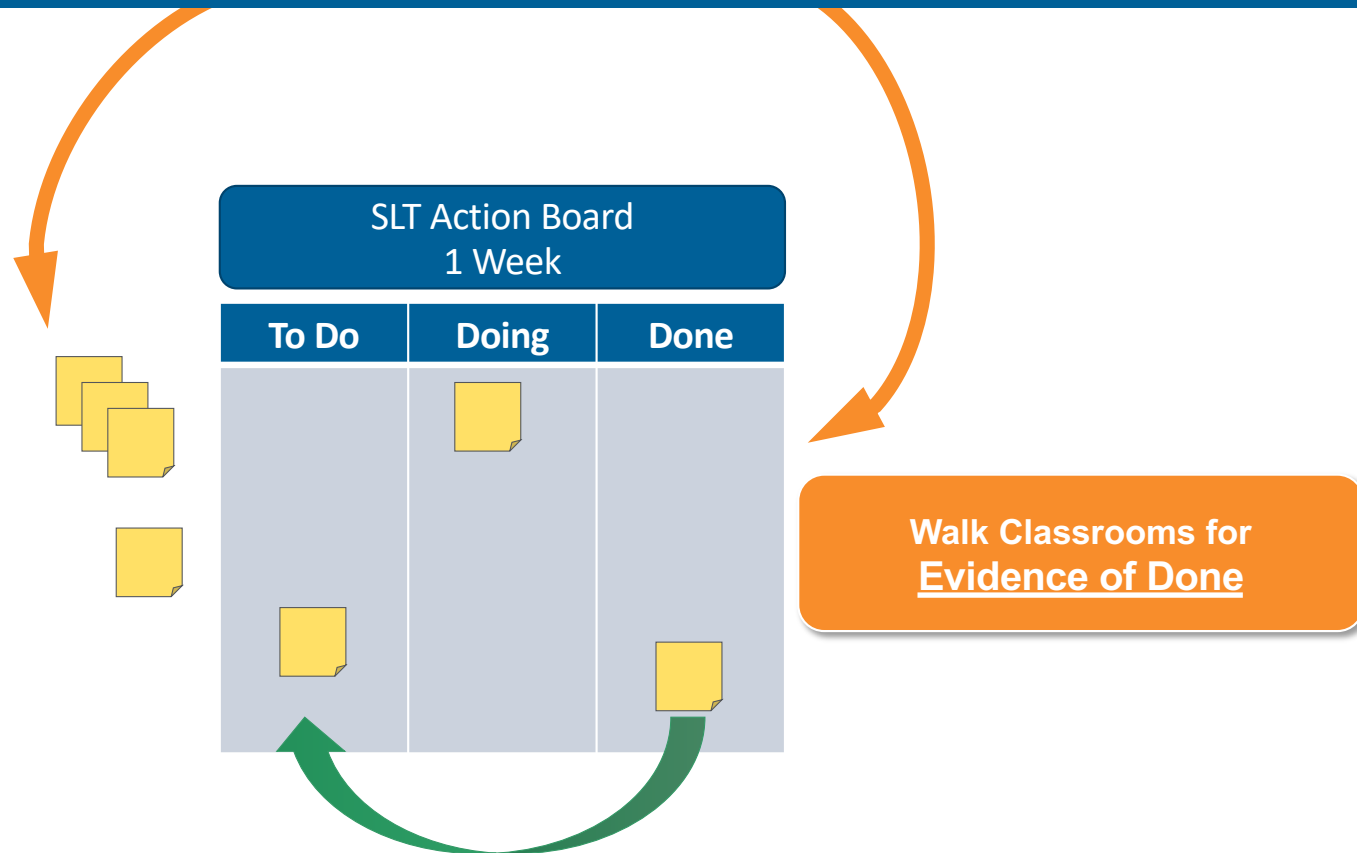 SLT Action Board
1 Week
To Do Doing Done
Walk Classrooms for
Evidence of Done